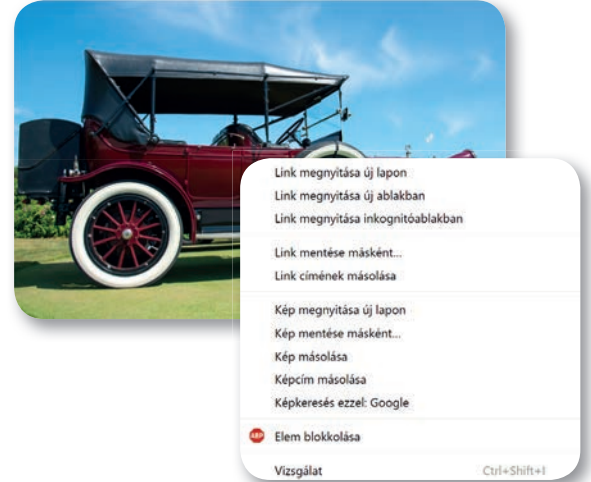 Link megnyitása új lapon
Link megnyitása új ablakban
Link megnyitása inkognitóablakban
Link mentése másként...
Link címének másolása
Kép megnyitása új lapon
Kép mentése másként...
Kép másolása
Képcím másolása
Képkeresés ezzel: Google
ABP Elem blokkolása
Vizsgálat Ctrl+Shift+I